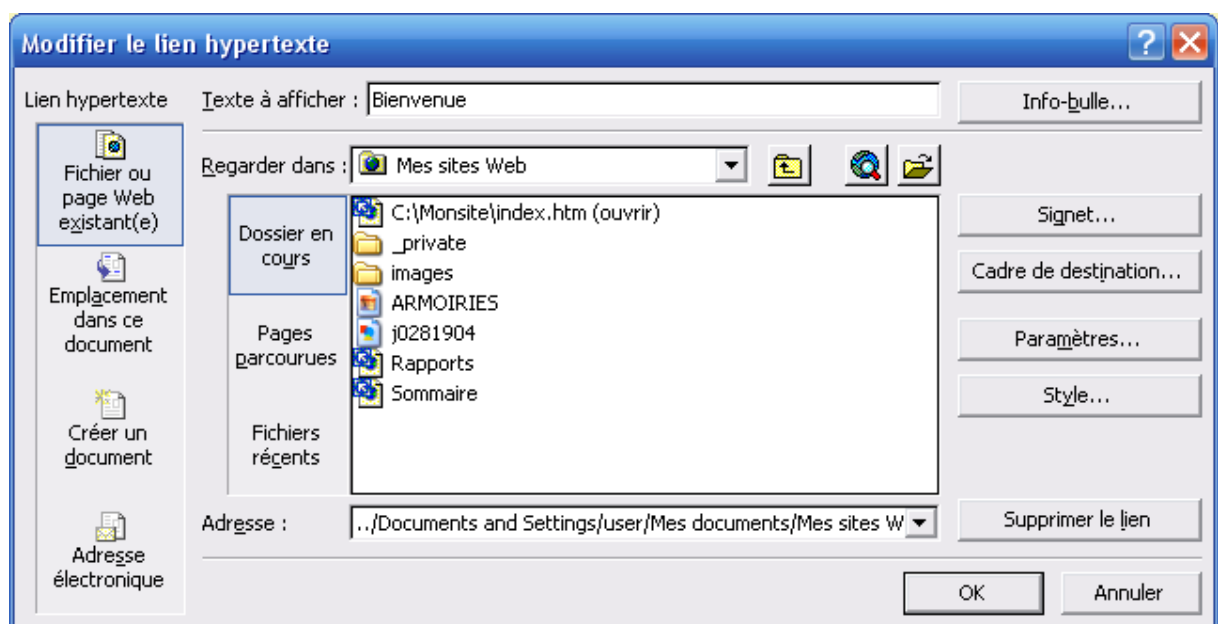 Modifier le lien hypertexte
Lien hypertexte
Texte à afficher :
Bienvenue
Info-bulle...
Fichier ou
page Web
existant(e)
Emplacement
dans ce
document
Créer un
document
Adresse
électronique
Regarder dans :
Mes sites Web
Dossier en
cours
Pages
parcourues
Fichiers
récents
C:\Monsite\index.htm (ouvrir)
_private
images
ARMOIRIES
j0281904
Rapports
Sommaire
Signet...
Cadre de destination...
Paramètres...
Style...
Adresse :
../Documents and Settings/user/Mes documents/Mes sites W
Supprimer le lien
OK
Annuler